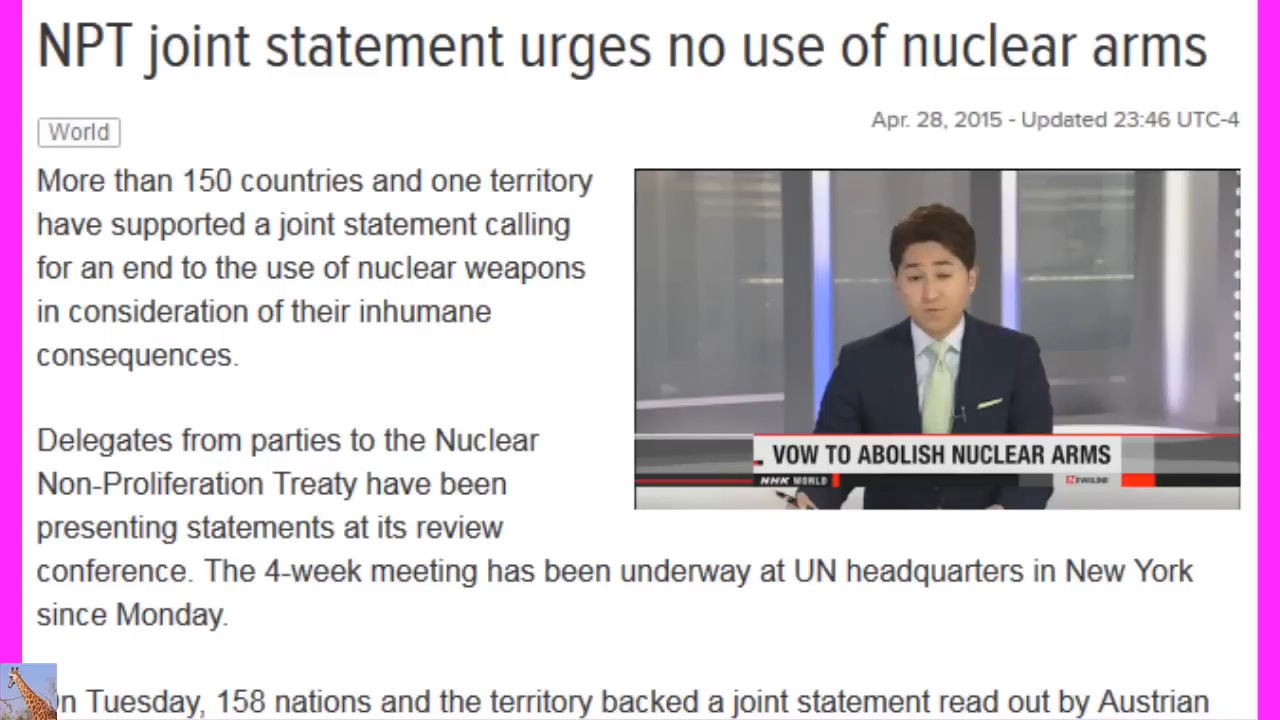 NPT joint statement urges no use of nuclear arms
World
Apr. 28, 2015 - Updated 23:46 UTC-4
More than 150 countries and one territory
have supported a joint statement calling
for an end to the use of nuclear weapons
in consideration of their inhumane
consequences.
VOW TO ABOLISH NUCLEAR ARMS
NHK WORLD
NEWSLINE
Delegates from parties to the Nuclear
Non-Proliferation Treaty have been
presenting statements at its review
conference. The 4-week meeting has been underway at UN headquarters in New York
since Monday.
On Tuesday, 158 nations and the territory backed a joint statement read out by Austrian